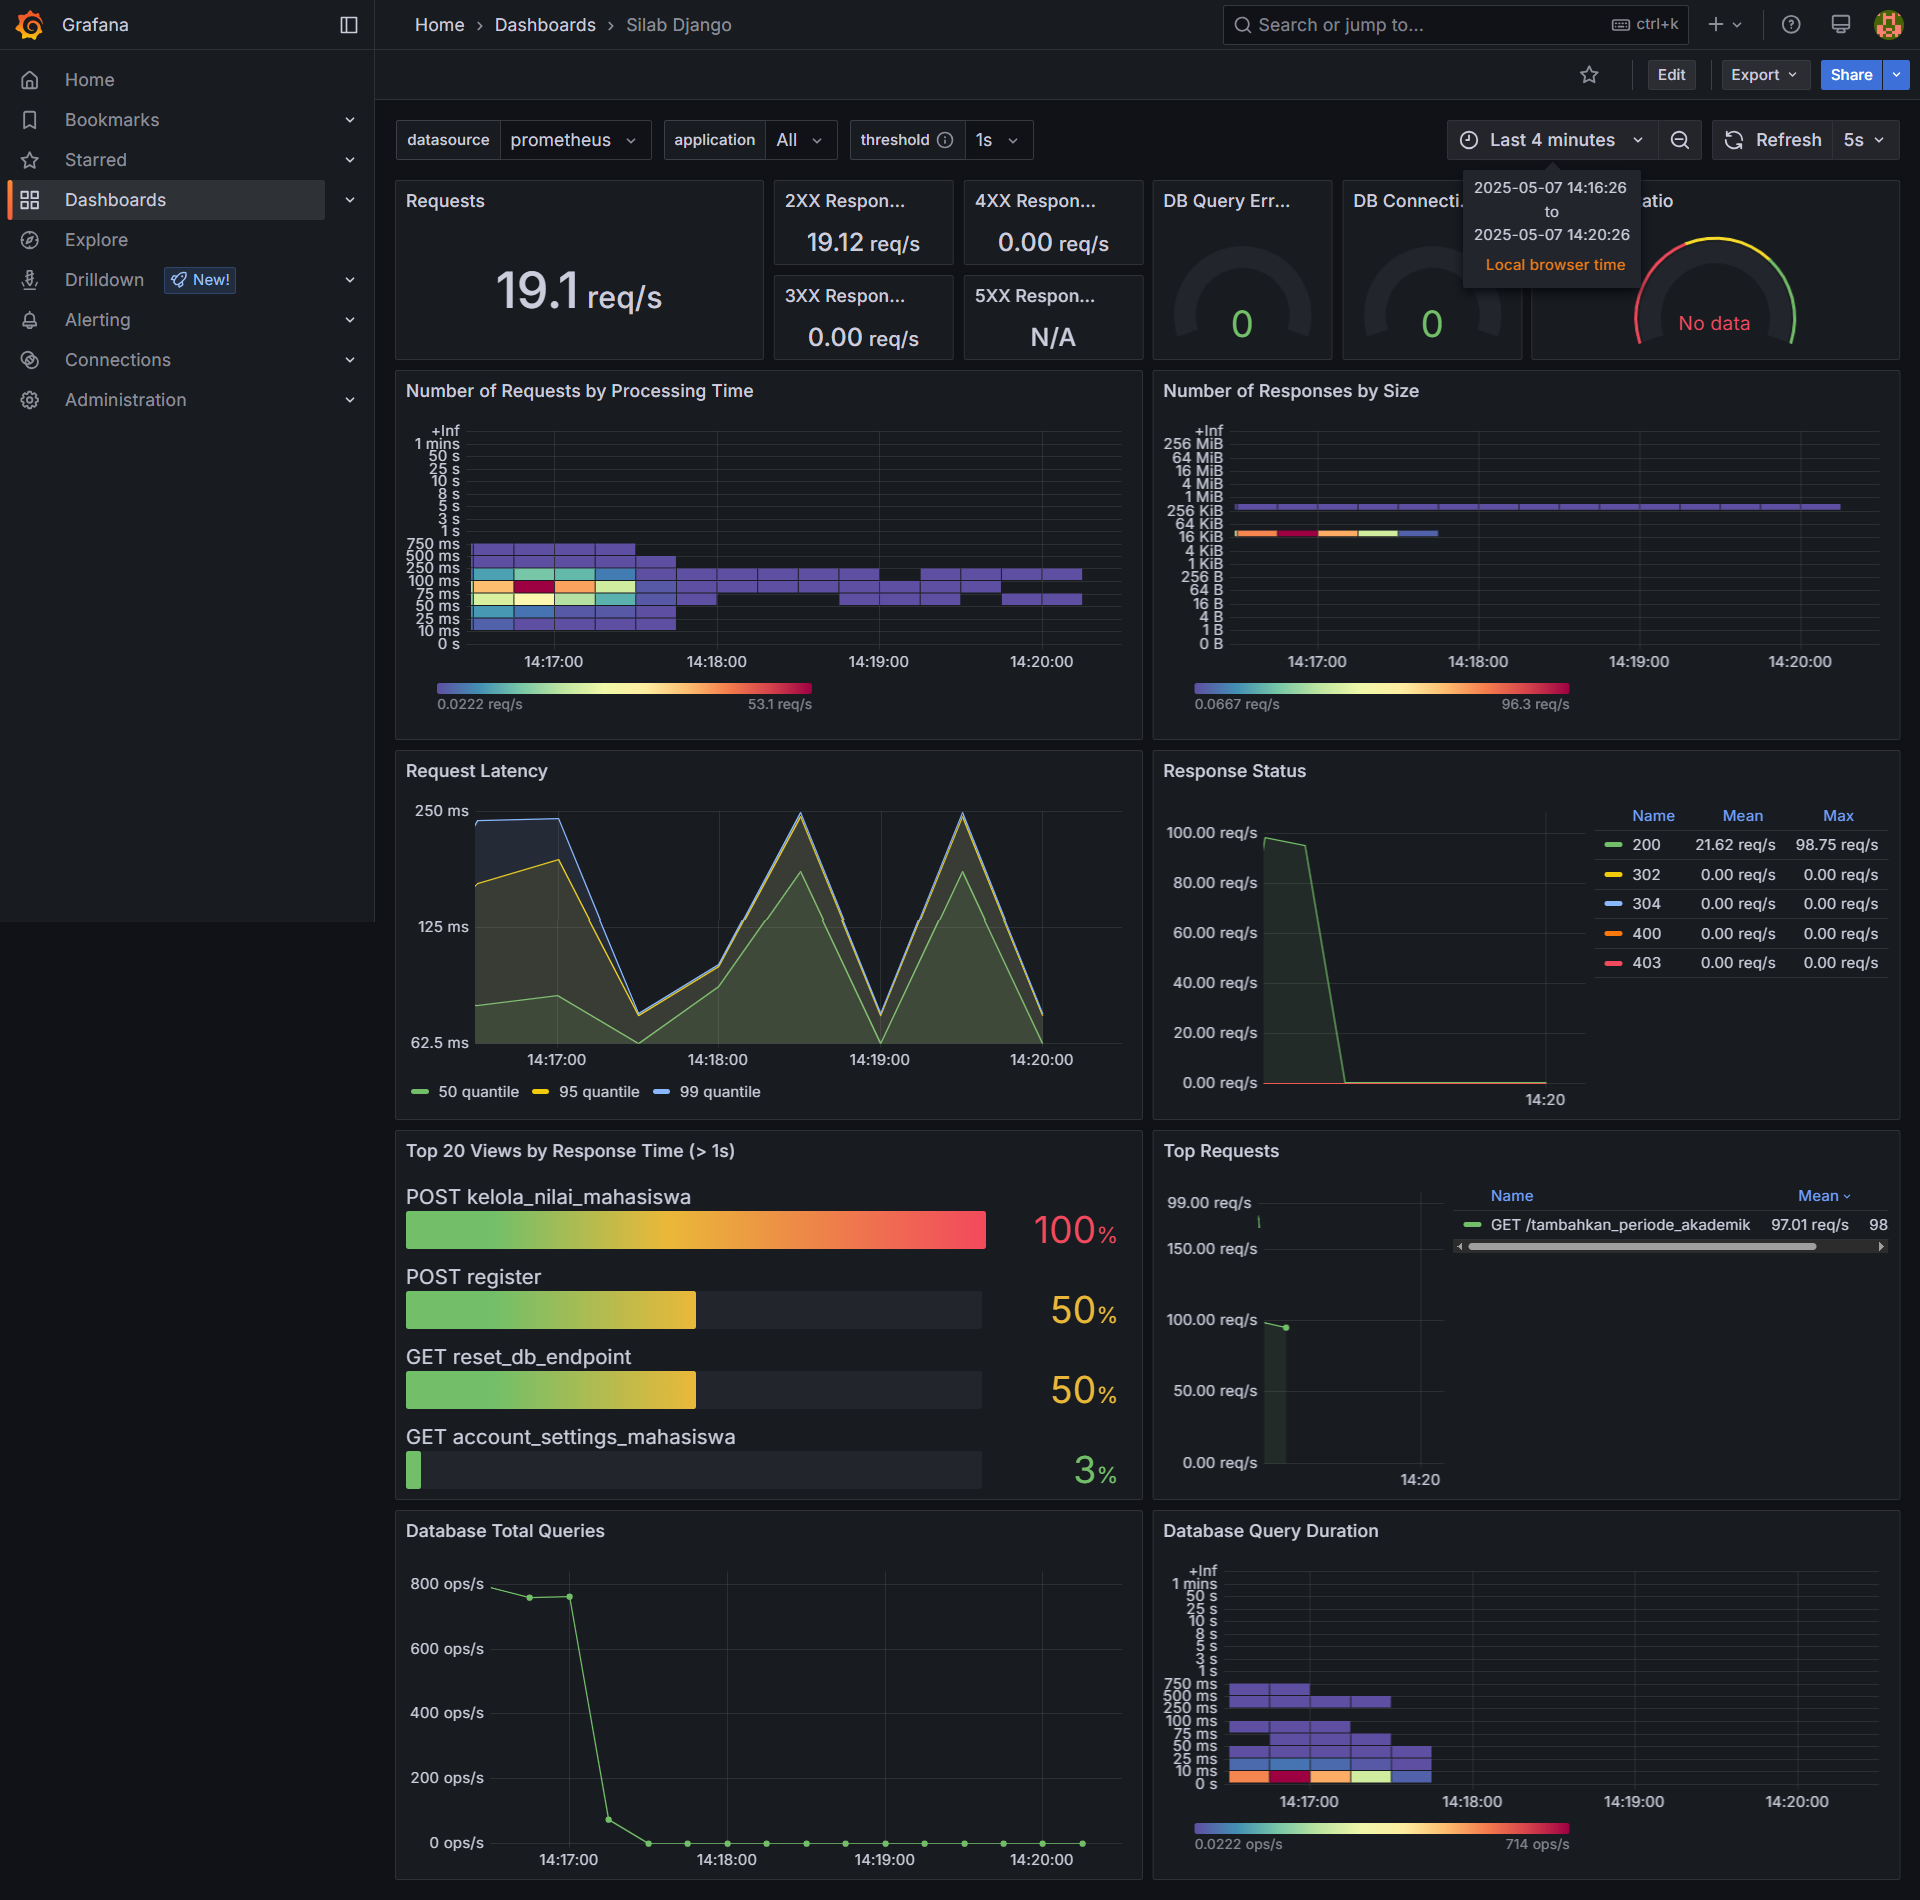 Grafana
Home › Dashboards › Silab Django
Search or jump to...
ctrl+k
Home
Bookmarks
Starred
Dashboards
Explore
Drilldown
New!
Alerting
Connections
Administration
Edit
Export
Share
datasource prometheus
application All
threshold 1s
Last 4 minutes
Refresh 5s
2025-05-07 14:16:26
to
2025-05-07 14:20:26
Local browser time
Requests
19.1 req/s
2XX Respon...
19.12 req/s
4XX Respon...
0.00 req/s
3XX Respon...
0.00 req/s
5XX Respon...
N/A
DB Query Err...
0
DB Connecti
0
atio
No data
Number of Requests by Processing Time
+Inf
1 mins
50 s
25 s
10 s
8 s
5 s
3 s
1 s
750 ms
500 ms
250 ms
100 ms
75 ms
50 ms
25 ms
10 ms
0 s
14:17:00 14:18:00 14:19:00 14:20:00
0.0222 req/s 53.1 req/s
Number of Responses by Size
+Inf
256 MiB
64 MiB
16 MiB
4 MiB
1 MiB
256 KiB
64 KiB
16 KiB
4 KiB
1 KiB
256 B
64 B
16 B
4 B
1 B
0 B
14:17:00 14:18:00 14:19:00 14:20:00
0.0667 req/s 96.3 req/s
Request Latency
250 ms
125 ms
62.5 ms
14:17:00 14:18:00 14:19:00 14:20:00
50 quantile 95 quantile 99 quantile
Response Status
100.00 req/s
80.00 req/s
60.00 req/s
40.00 req/s
20.00 req/s
0.00 req/s
14:20
Name Mean Max
200 21.62 req/s 98.75 req/s
302 0.00 req/s 0.00 req/s
304 0.00 req/s 0.00 req/s
400 0.00 req/s 0.00 req/s
403 0.00 req/s 0.00 req/s
Top 20 Views by Response Time (> 1s)
POST kelola_nilai_mahasiswa
100%
POST register
50%
GET reset_db_endpoint
50%
GET account_settings_mahasiswa
3%
Top Requests
99.00 req/s
150.00 req/s
100.00 req/s
50.00 req/s
0.00 req/s
14:20
Name Mean
GET /tambahkan_periode_akademik 97.01 req/s 98
Database Total Queries
800 ops/s
600 ops/s
400 ops/s
200 ops/s
0 ops/s
14:17:00 14:18:00 14:19:00 14:20:00
Database Query Duration
+Inf
1 mins
50 s
25 s
10 s
8 s
5 s
3 s
1 s
750 ms
500 ms
250 ms
100 ms
75 ms
50 ms
25 ms
10 ms
0 s
14:17:00 14:18:00 14:19:00 14:20:00
0.0222 ops/s 714 ops/s